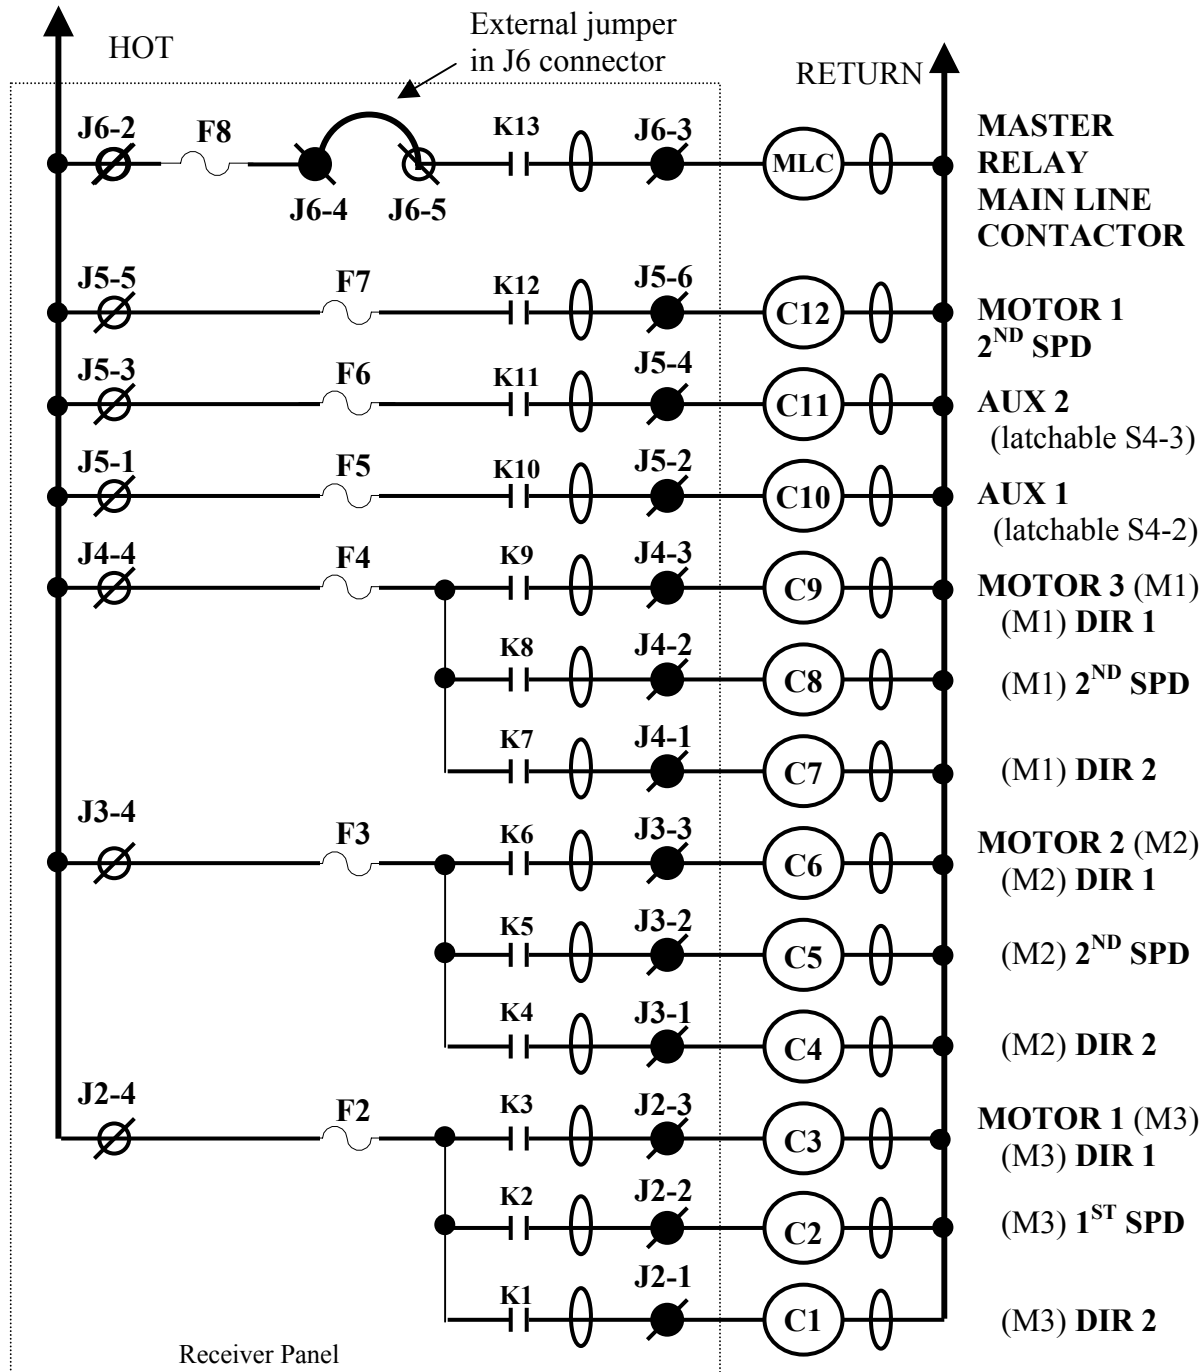 HOT
External jumper
in J6 connector
RETURN
J6-2
F8
J6-4
J6-5
K13
J6-3
MLC
MASTER
RELAY
MAIN LINE
CONTACTOR
J5-5
F7
K12
J5-6
C12
MOTOR 1
2ND SPD
J5-3
F6
K11
J5-4
C11
AUX 2
(latchable S4-3)
J5-1
F5
K10
J5-2
C10
AUX 1
(latchable S4-2)
J4-4
F4
K9
J4-3
C9
MOTOR 3 (M1)
(M1) DIR 1
K8
J4-2
C8
(M1) 2ND SPD
K7
J4-1
C7
(M1) DIR 2
J3-4
F3
K6
J3-3
C6
MOTOR 2 (M2)
(M2) DIR 1
K5
J3-2
C5
(M2) 2ND SPD
K4
J3-1
C4
(M2) DIR 2
J2-4
F2
K3
J2-3
C3
MOTOR 1 (M3)
(M3) DIR 1
K2
J2-2
C2
(M3) 1ST SPD
K1
J2-1
C1
(M3) DIR 2
Receiver Panel